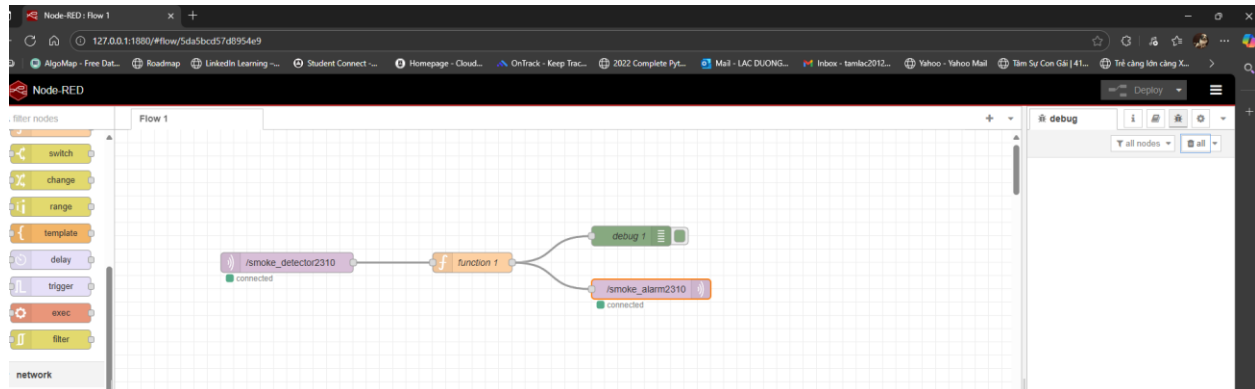 Node-RED : Flow 1
127.0.0.1:1880/#flow/5da5bcd57d8954e9
AlgoMap - Free Dat... Roadmap LinkedIn Learning -... Student Connect -... Homepage - Cloud... OnTrack - Keep Trac... 2022 Complete Pyt... Mail - LAC DUONG... Inbox - tamlac2012... Yahoo - Yahoo Mail Tâm Sự Con Gái | 41... Trẻ càng lớn càng X...
Node-RED Deploy
filter nodes Flow 1 debug
all nodes all
switch
change
range
template
debug 1
delay /smoke_detector2310 function 1
connected
trigger /smoke_alarm2310
connected
exec
filter
network